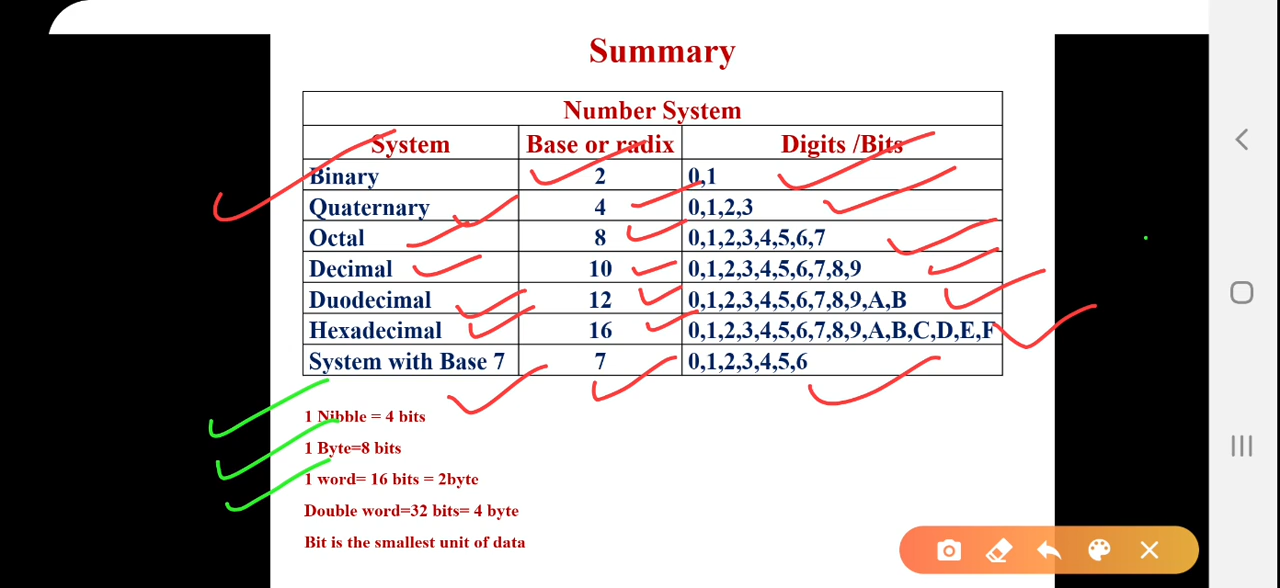 Summary
Number System
System Base or radix Digits /Bits
Binary 2 0,1
Quaternary 4 0,1,2,3
Octal 8 0,1,2,3,4,5,6,7
Decimal 10 0,1,2,3,4,5,6,7,8,9
Duodecimal 12 0,1,2,3,4,5,6,7,8,9,A,B
Hexadecimal 16 0,1,2,3,4,5,6,7,8,9,A,B,C,D,E,F
System with Base 7 7 0,1,2,3,4,5,6
1 Nibble = 4 bits
1 Byte=8 bits
1 word= 16 bits = 2byte
Double word=32 bits= 4 byte
Bit is the smallest unit of data